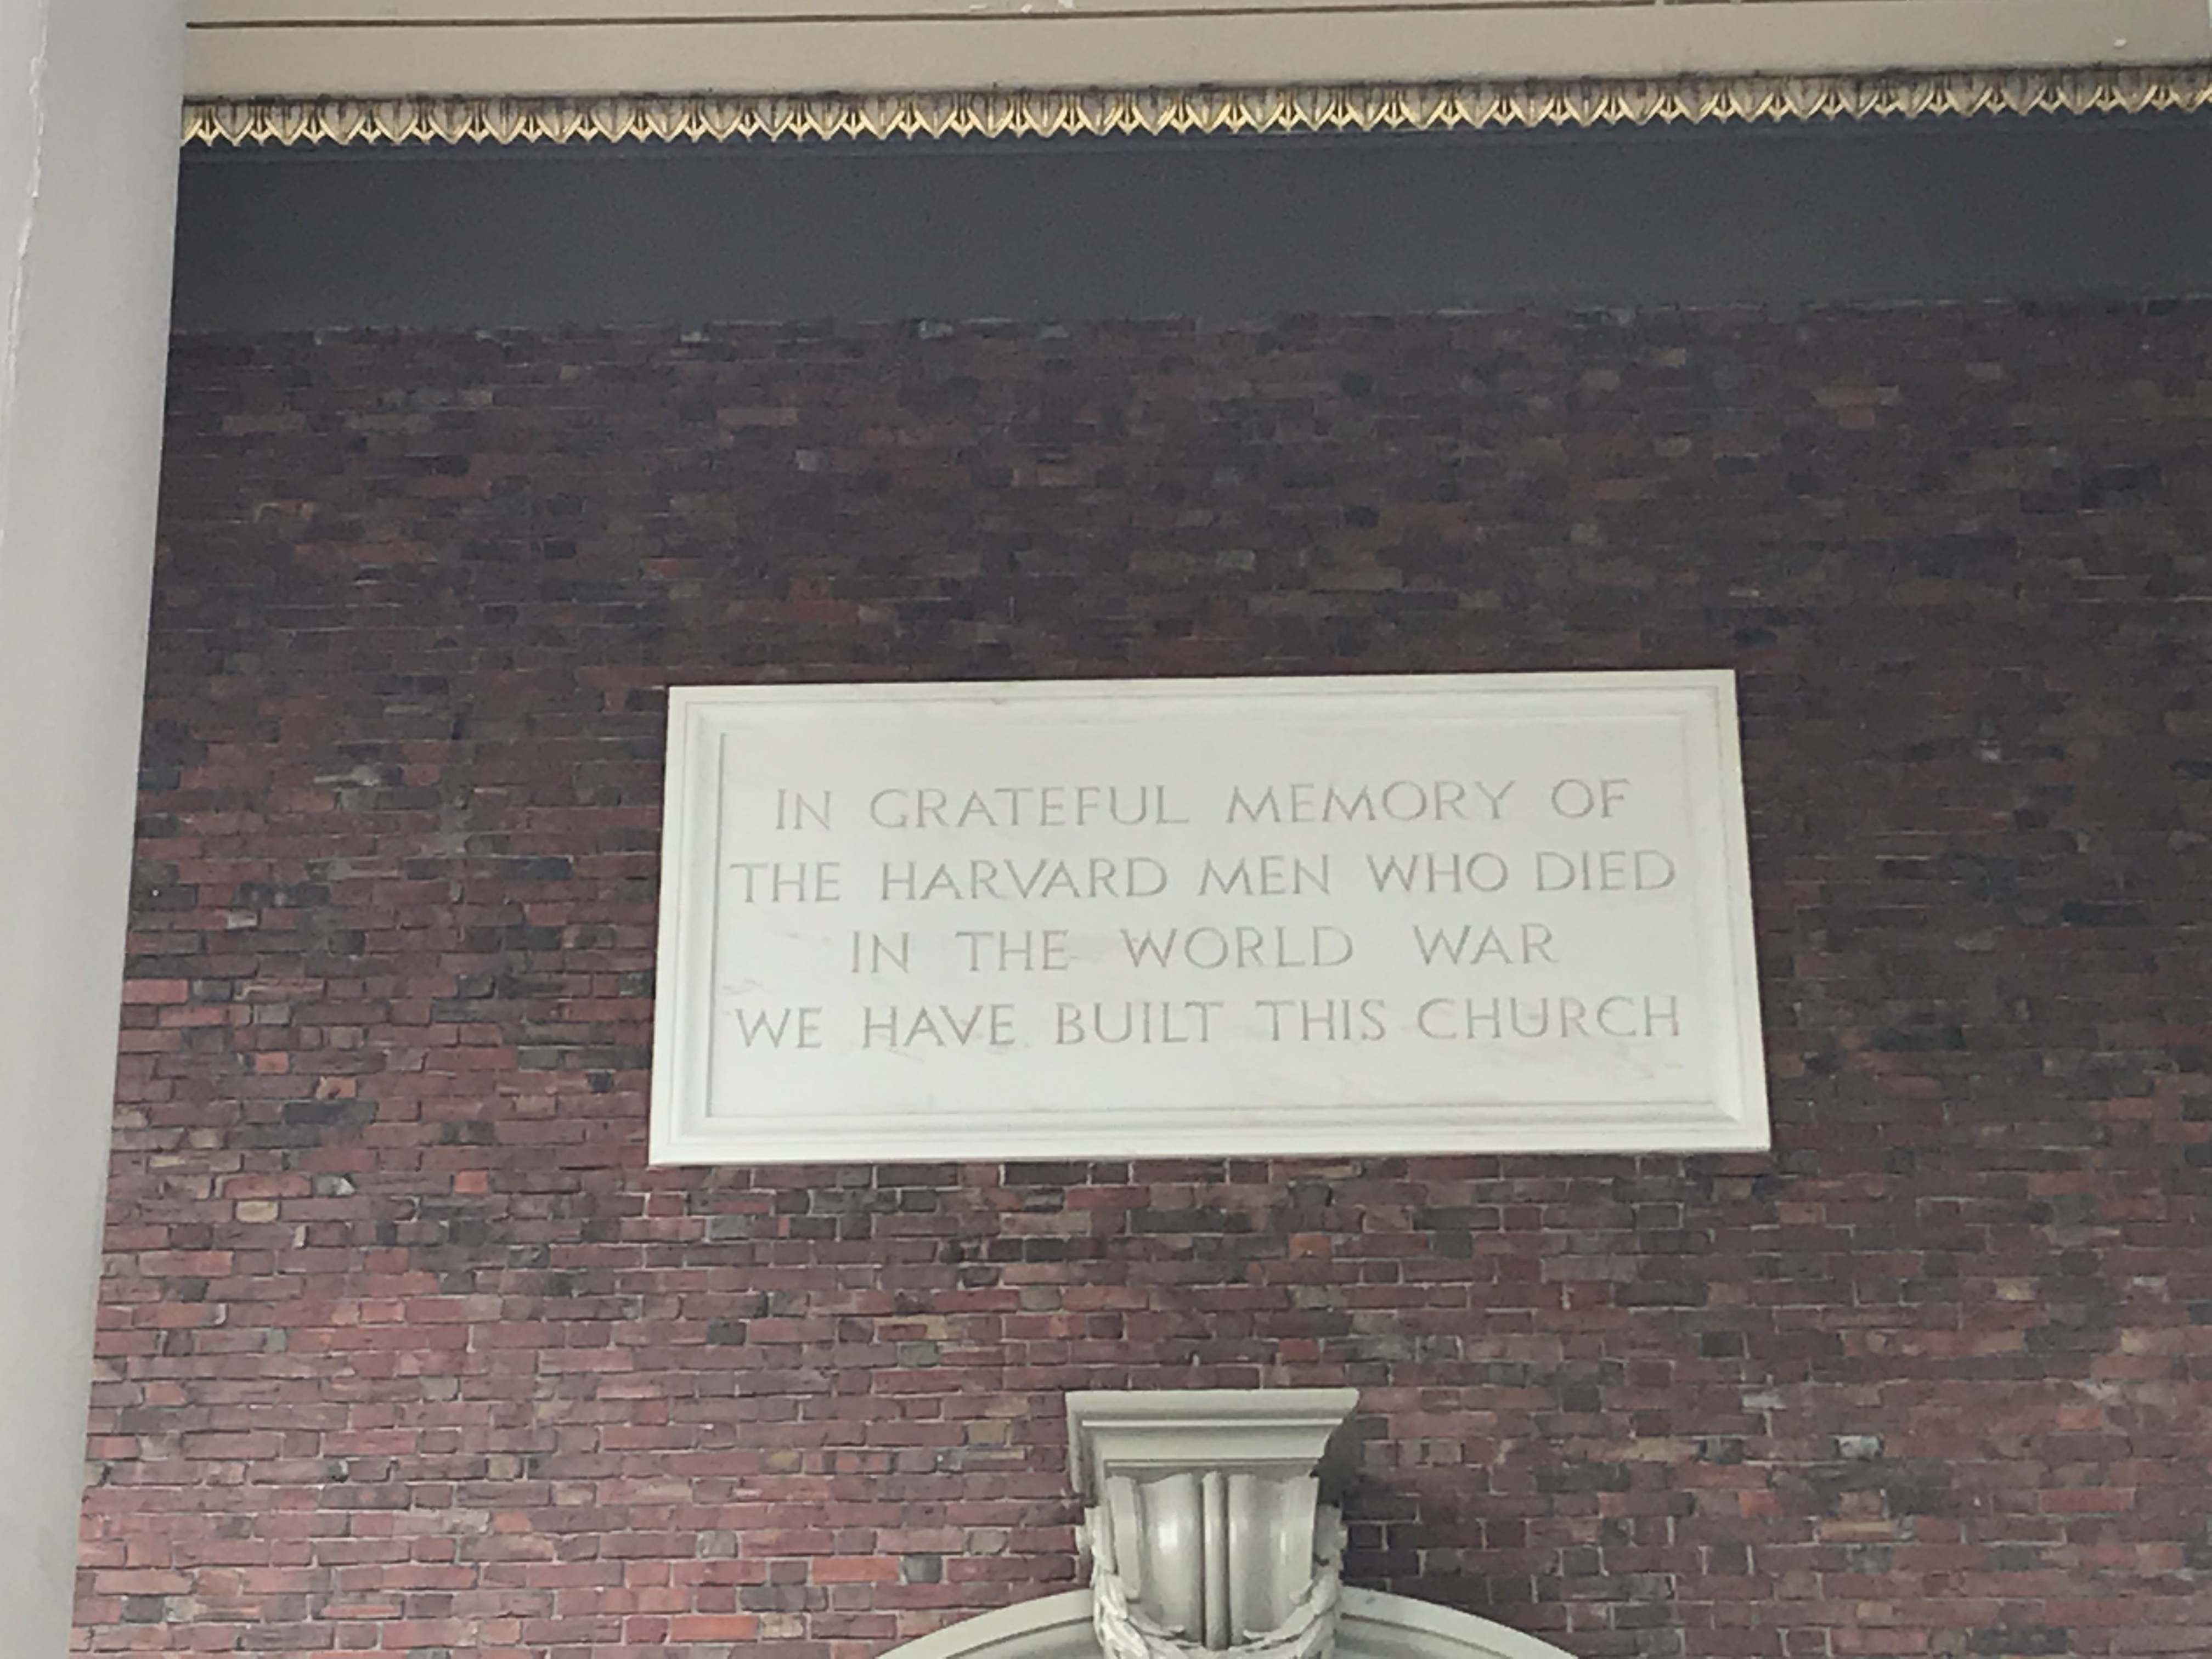 IN GRATEFUL MEMORY OF
THE HARVARD MEN WHO DIED
IN THE WORLD WAR
WE HAVE BUILT THIS CHURCH